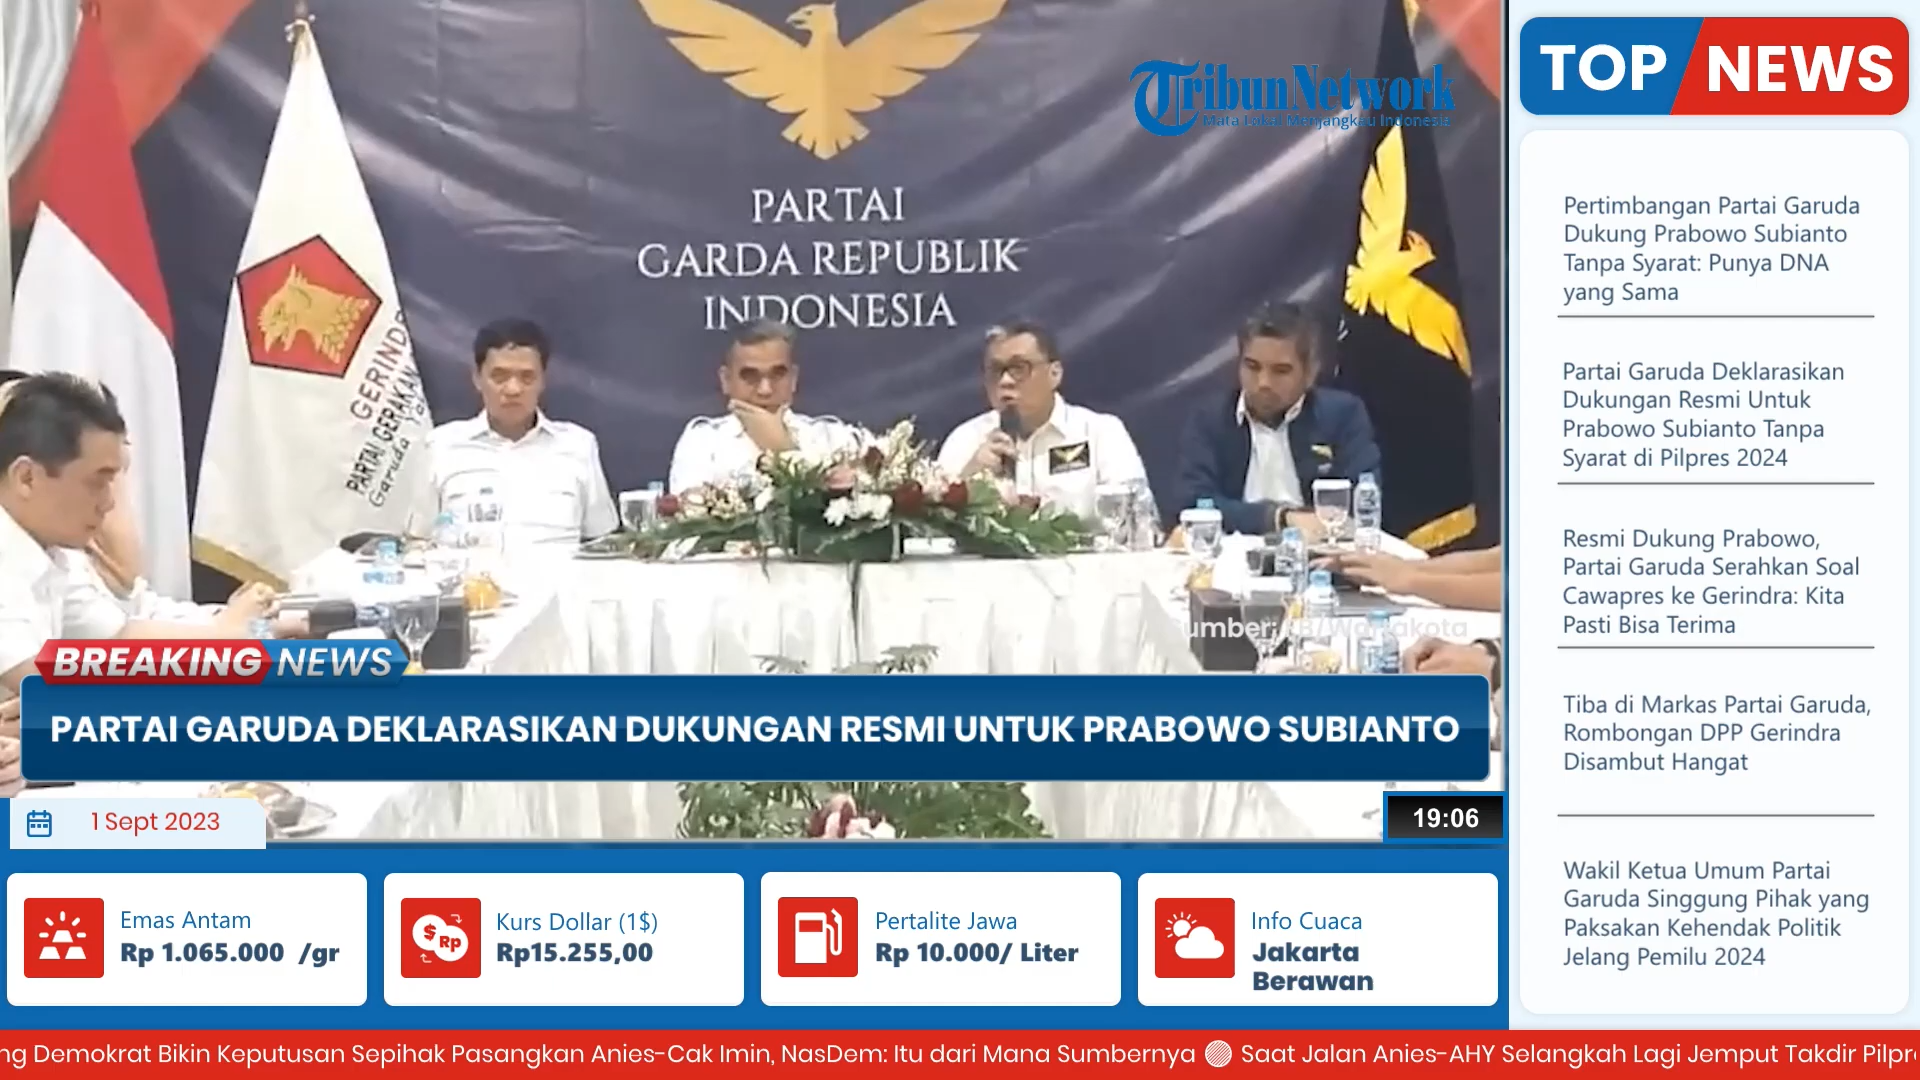 TribunNetwork
Mata Lokal Menjangkau Indonesia
PARTAI
GARDA REPUBLIK
INDONESIA
GERINDRA
PARTAI GERAKAN
Garuda
BREAKING NEWS
PARTAI GARUDA DEKLARASIKAN DUKUNGAN RESMI UNTUK PRABOWO SUBIANTO
1 Sept 2023
19:06
Emas Antam
Rp 1.065.000 /gr
Kurs Dollar (1$)
$ Rp
Rp15.255,00
Pertalite Jawa
Rp 10.000/ Liter
Info Cuaca
Jakarta
Berawan
TOP NEWS
Pertimbangan Partai Garuda
Dukung Prabowo Subianto
Tanpa Syarat: Punya DNA
yang Sama
Partai Garuda Deklarasikan
Dukungan Resmi Untuk
Prabowo Subianto Tanpa
Syarat di Pilpres 2024
Resmi Dukung Prabowo,
Partai Garuda Serahkan Soal
Cawapres ke Gerindra: Kita
Pasti Bisa Terima
Tiba di Markas Partai Garuda,
Rombongan DPP Gerindra
Disambut Hangat
Wakil Ketua Umum Partai
Garuda Singgung Pihak yang
Paksakan Kehendak Politik
Jelang Pemilu 2024
ng Demokrat Bikin Keputusan Sepihak Pasangkan Anies-Cak Imin, NasDem: Itu dari Mana Sumbernya Saat Jalan Anies-AHY Selangkah Lagi Jemput Takdir Pilpr